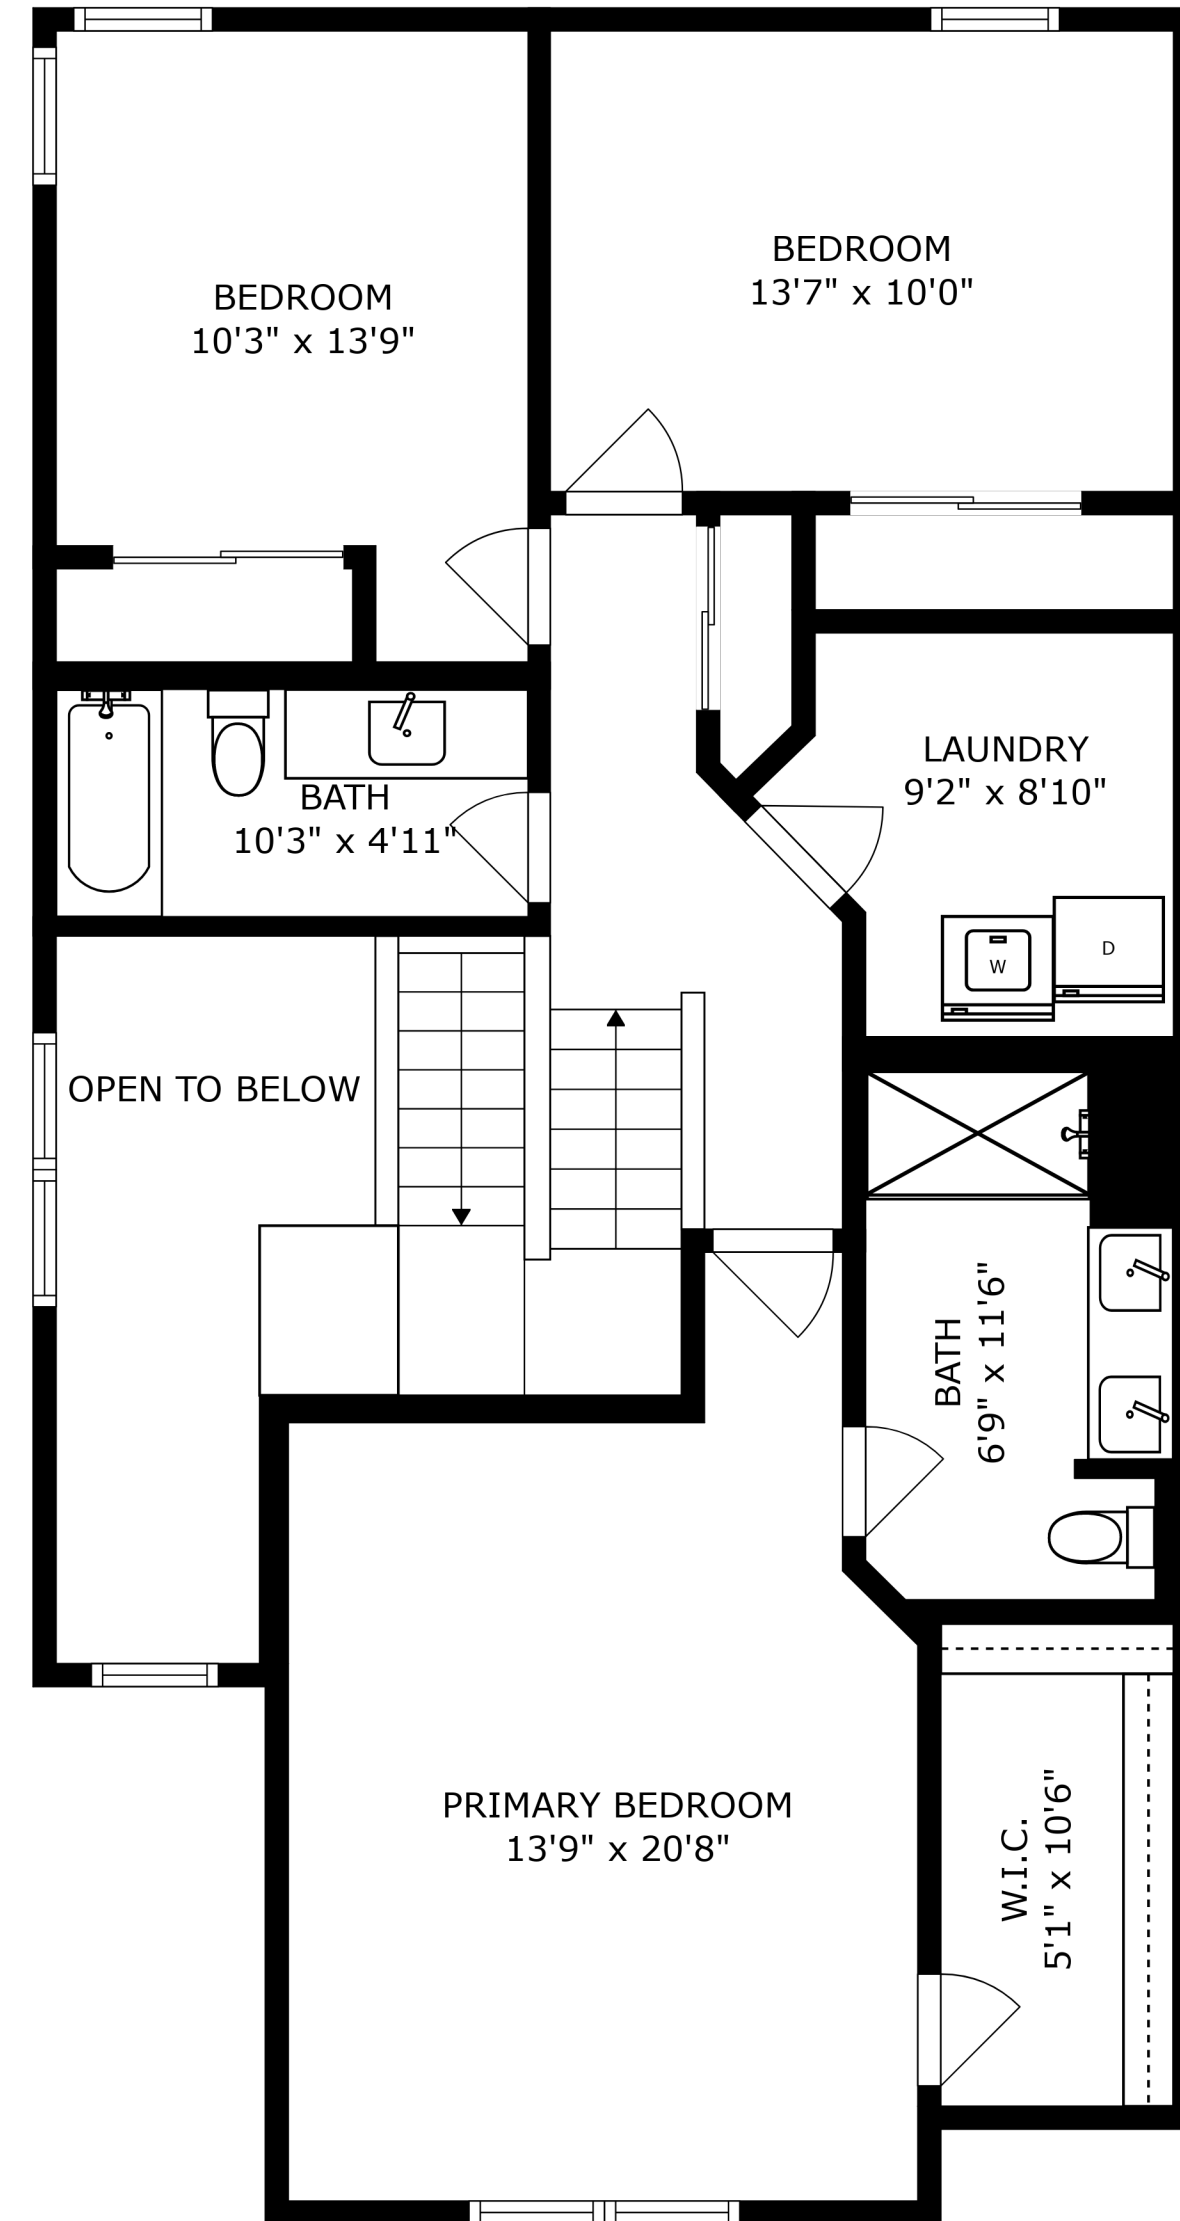 BEDROOM
13'7" x 10'0"
BEDROOM
10'3" x 13'9"
LAUNDRY
9'2" x 8'10"
BATH
10'3" x 4'11"
W
D
OPEN TO BELOW
BATH
6'9" x 11'6"
PRIMARY BEDROOM
13'9" x 20'8"
W.I.C.
5'1" x 10'6"